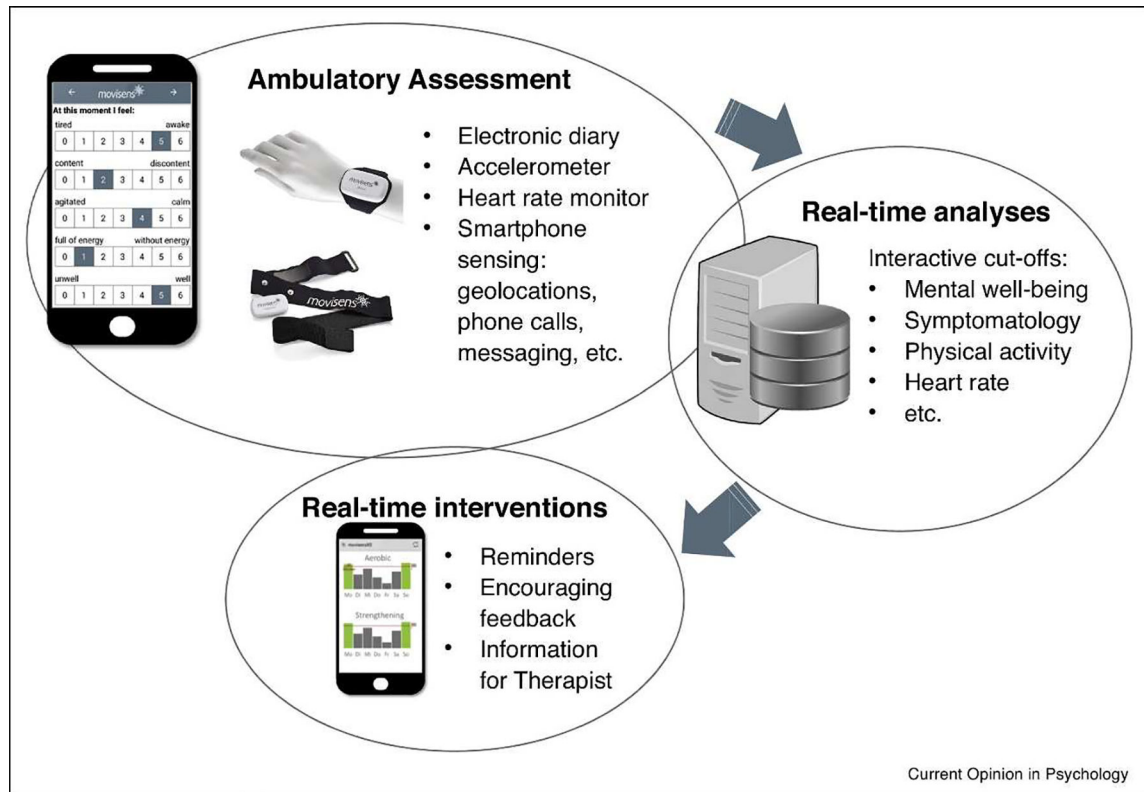 Ambulatory Assessment
movisens
At this moment I feel:
tired awake
0 1 2 3 4 5 6
content discontent
0 1 2 3 4 5 6
agitated calm
0 1 2 3 4 5 6
full of energy without energy
0 1 2 3 4 5 6
unwell well
0 1 2 3 4 5 6
movisens
movisens
• Electronic diary
• Accelerometer
• Heart rate monitor
• Smartphone
sensing:
geolocations,
phone calls,
messaging, etc.
Real-time analyses
Interactive cut-offs:
• Mental well-being
• Symptomatology
• Physical activity
• Heart rate
• etc.
Real-time interventions
movisensXS
Aerobic
Mo Di Mi Do Fr Sa So
Strengthening
Mo Di Mi Do Fr Sa So
• Reminders
• Encouraging
feedback
• Information
for Therapist
Current Opinion in Psychology